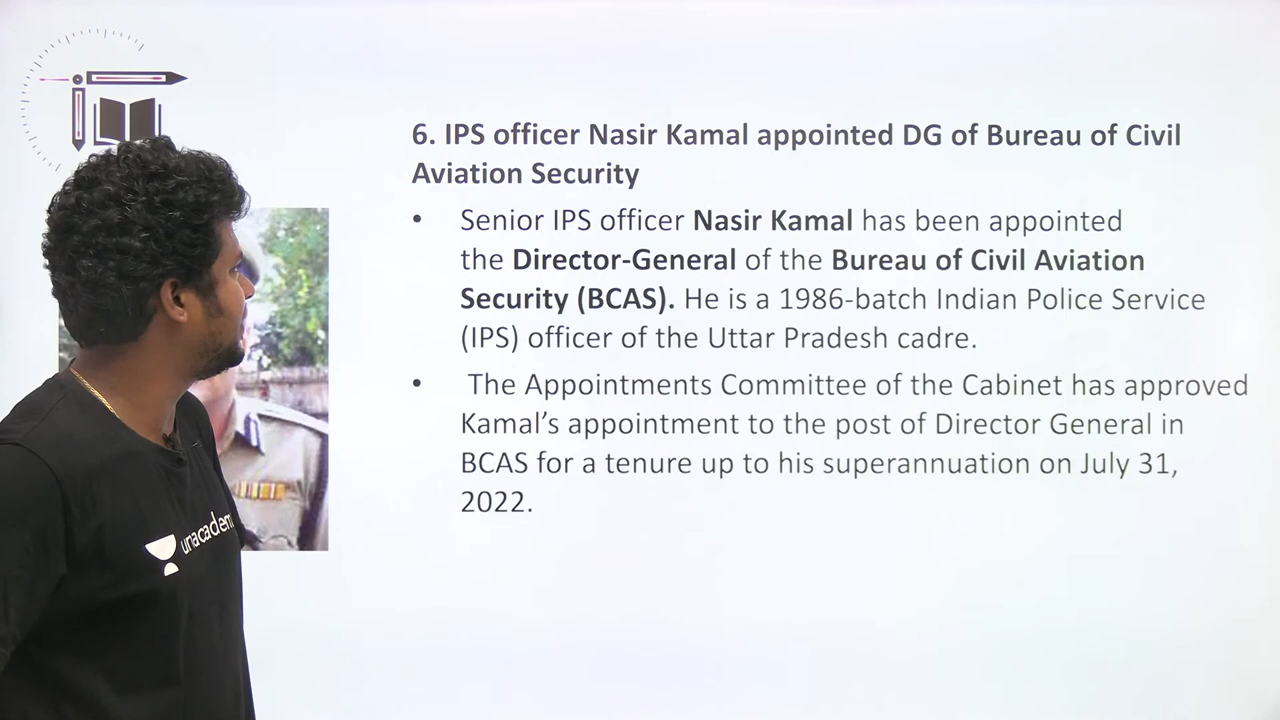 6. IPS officer Nasir Kamal appointed DG of Bureau of Civil
Aviation Security
• Senior IPS officer Nasir Kamal has been appointed
the Director-General of the Bureau of Civil Aviation
Security (BCAS). He is a 1986-batch Indian Police Service
(IPS) officer of the Uttar Pradesh cadre.
• The Appointments Committee of the Cabinet has approved
Kamal’s appointment to the post of Director General in
BCAS for a tenure up to his superannuation on July 31,
2022.
unacadem